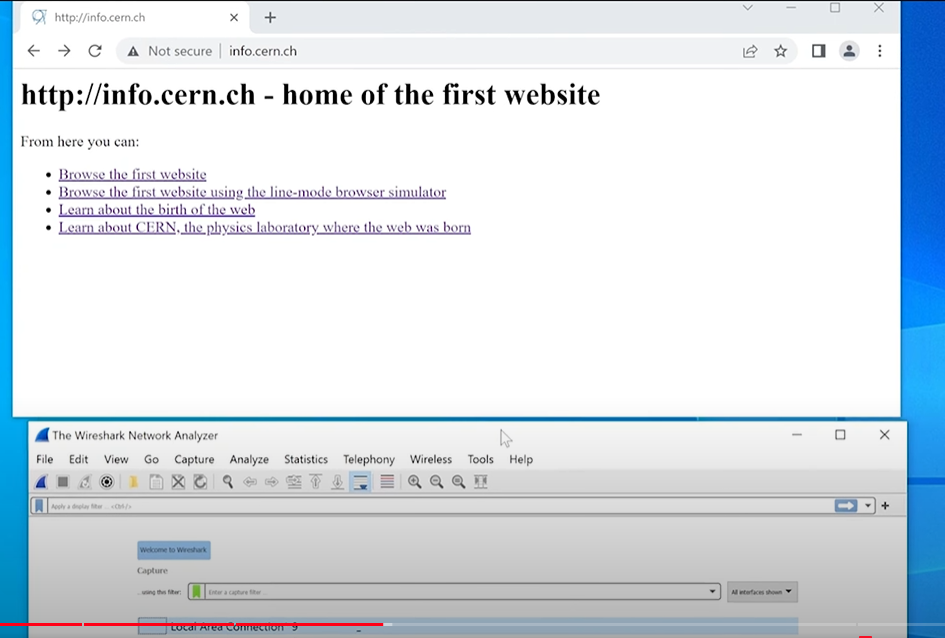 http://info.cern.ch
Not secure info.cern.ch
http://info.cern.ch - home of the first website
From here you can:
Browse the first website
Browse the first website using the line-mode browser simulator
Learn about the birth of the web
Learn about CERN, the physics laboratory where the web was born
The Wireshark Network Analyzer
File Edit View Go Capture Analyze Statistics Telephony Wireless Tools Help
Apply a display filter ... <Ctrl-/>
Welcome to Wireshark
Capture
...using this filter: Enter a capture filter ... All interfaces shown
Local Area Connection* 9